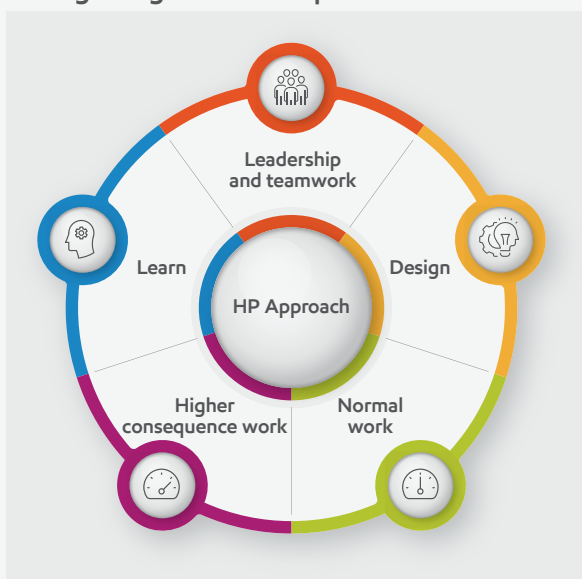 Leadership
and teamwork
Learn
Design
HP Approach
Higher
consequence work
Normal
work